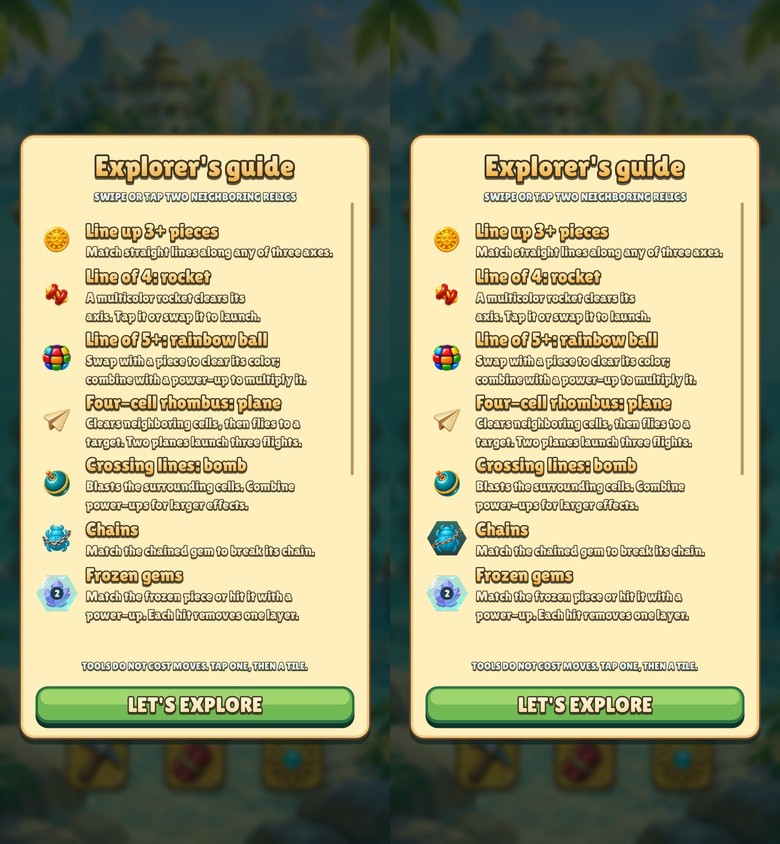 Explorer's guide
SWIPE OR TAP TWO NEIGHBORING RELICS
Line up 3+ pieces
Match straight lines along any of three axes.
Line of 4: rocket
A multicolor rocket clears its
axis. Tap it or swap it to launch.
Line of 5+: rainbow ball
Swap with a piece to clear its color;
combine with a power-up to multiply it.
Four-cell rhombus: plane
Clears neighboring cells, then flies to a
target. Two planes launch three flights.
Crossing lines: bomb
Blasts the surrounding cells. Combine
power-ups for larger effects.
Chains
Match the chained gem to break its chain.
2
Frozen gems
Match the frozen piece or hit it with a
power-up. Each hit removes one layer.
TOOLS DO NOT COST MOVES. TAP ONE, THEN A TILE.
LET'S EXPLORE
Explorer's guide
SWIPE OR TAP TWO NEIGHBORING RELICS
Line up 3+ pieces
Match straight lines along any of three axes.
Line of 4: rocket
A multicolor rocket clears its
axis. Tap it or swap it to launch.
Line of 5+: rainbow ball
Swap with a piece to clear its color;
combine with a power-up to multiply it.
Four-cell rhombus: plane
Clears neighboring cells, then flies to a
target. Two planes launch three flights.
Crossing lines: bomb
Blasts the surrounding cells. Combine
power-ups for larger effects.
Chains
Match the chained gem to break its chain.
2
Frozen gems
Match the frozen piece or hit it with a
power-up. Each hit removes one layer.
TOOLS DO NOT COST MOVES. TAP ONE, THEN A TILE.
LET'S EXPLORE